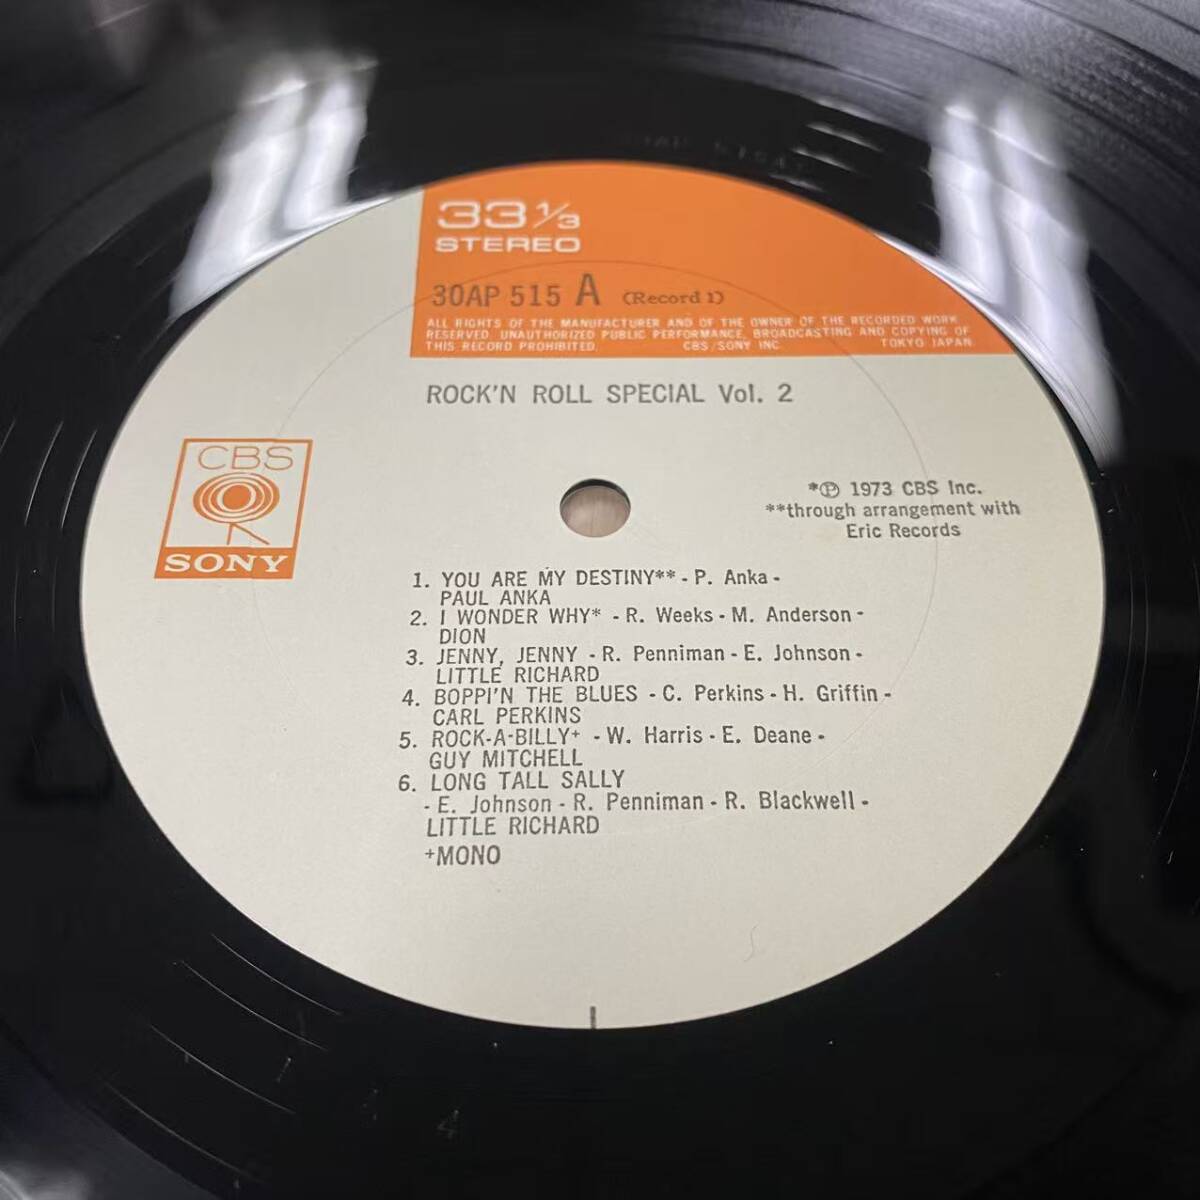 33 1/3
STEREO
30AP 515 A (Record 1)
ALL RIGHTS OF THE MANUFACTURER AND OF THE OWNER OF THE RECORDED WORK
RESERVED. UNAUTHORIZED PUBLIC PERFORMANCE, BROADCASTING AND COPYING OF
THIS RECORD PROHIBITED. CBS/SONY INC. TOKYO JAPAN
ROCK'N ROLL SPECIAL Vol. 2
CBS
SONY
*Ⓟ 1973 CBS Inc.
**through arrangement with
Eric Records
1. YOU ARE MY DESTINY** - P. Anka -
PAUL ANKA
2. I WONDER WHY* - R. Weeks - M. Anderson -
DION
3. JENNY, JENNY - R. Penniman - E. Johnson -
LITTLE RICHARD
4. BOPPI'N THE BLUES - C. Perkins - H. Griffin -
CARL PERKINS
5. ROCK-A-BILLY+ - W. Harris - E. Deane -
GUY MITCHELL
6. LONG TALL SALLY
- E. Johnson - R. Penniman - R. Blackwell -
LITTLE RICHARD
+MONO